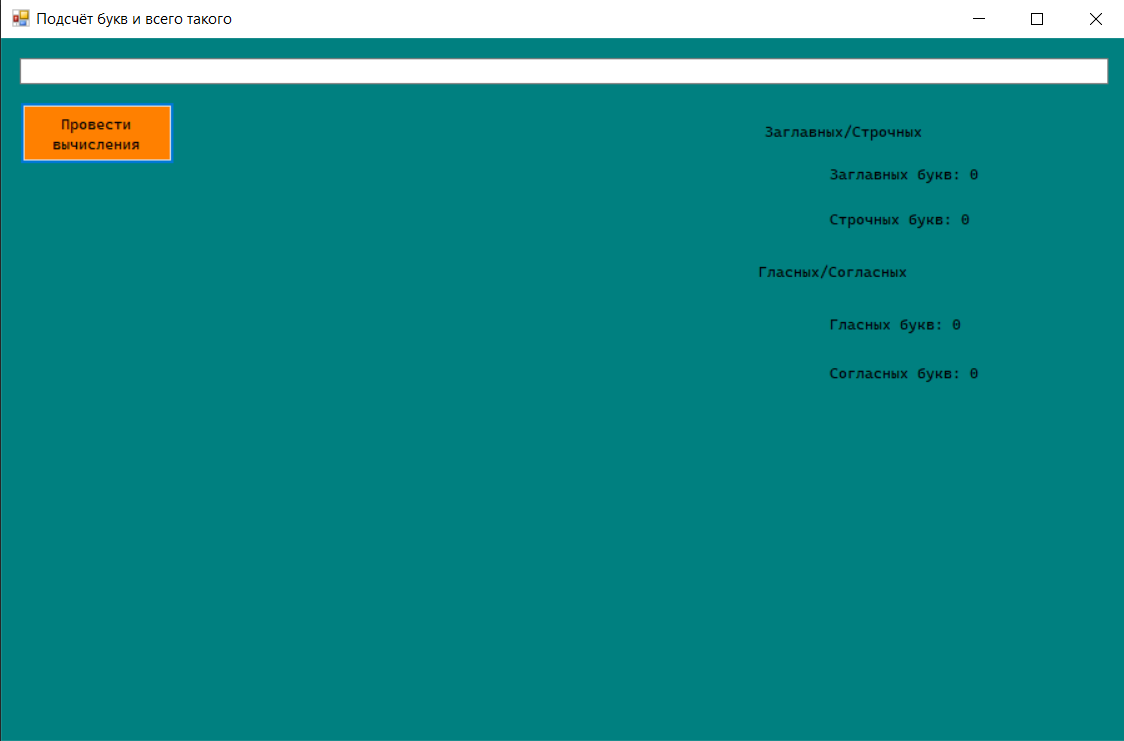 Подсчёт букв и всего такого
Провести
вычисления
Заглавных/Строчных
Заглавных букв: 0
Строчных букв: 0
Гласных/Согласных
Гласных букв: 0
Согласных букв: 0